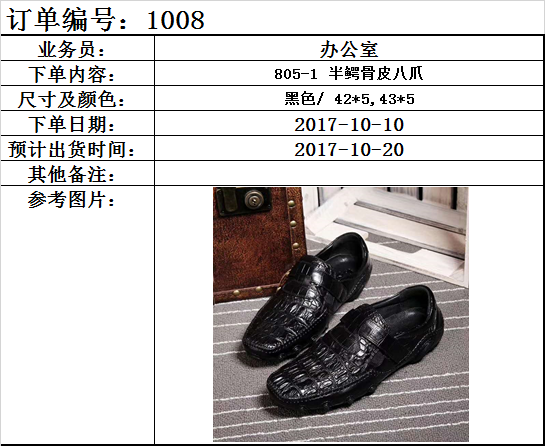 订单编号：1008
业务员： 办公室
下单内容： 805-1 半鳄骨皮八爪
尺寸及颜色： 黑色/ 42*5,43*5
下单日期： 2017-10-10
预计出货时间： 2017-10-20
其他备注：
参考图片：